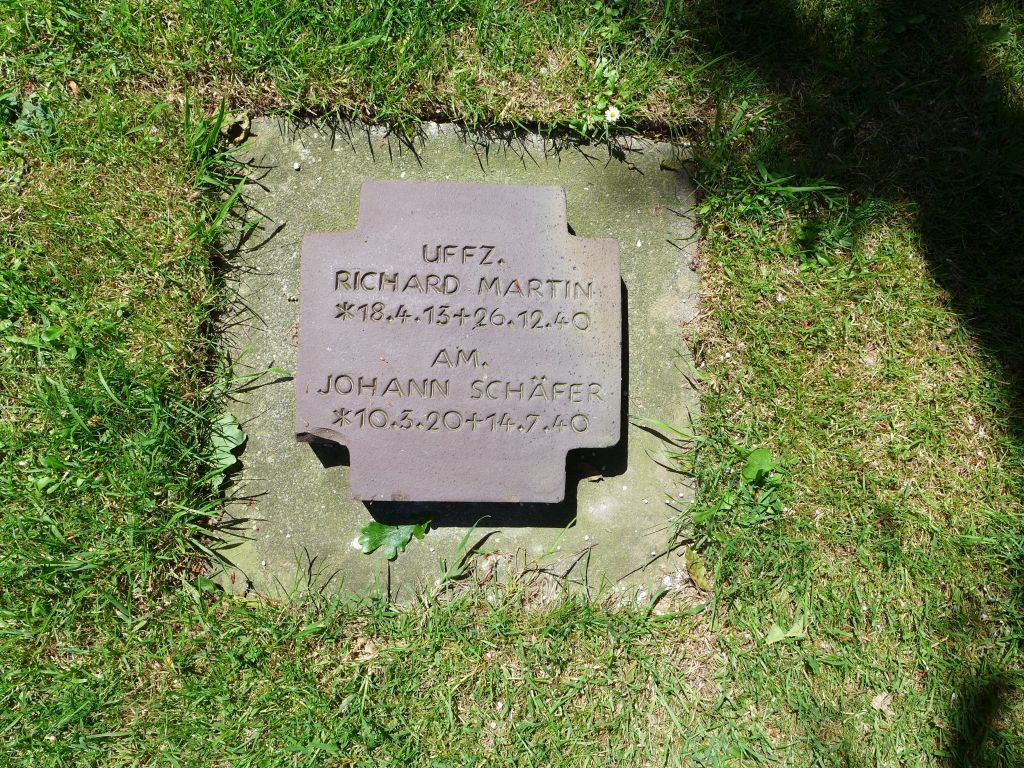 UFFZ.
RICHARD MARTIN
*18.4.13+26.12.40
AM.
JOHANN SCHÄFER
*10.3.20+14.7.40